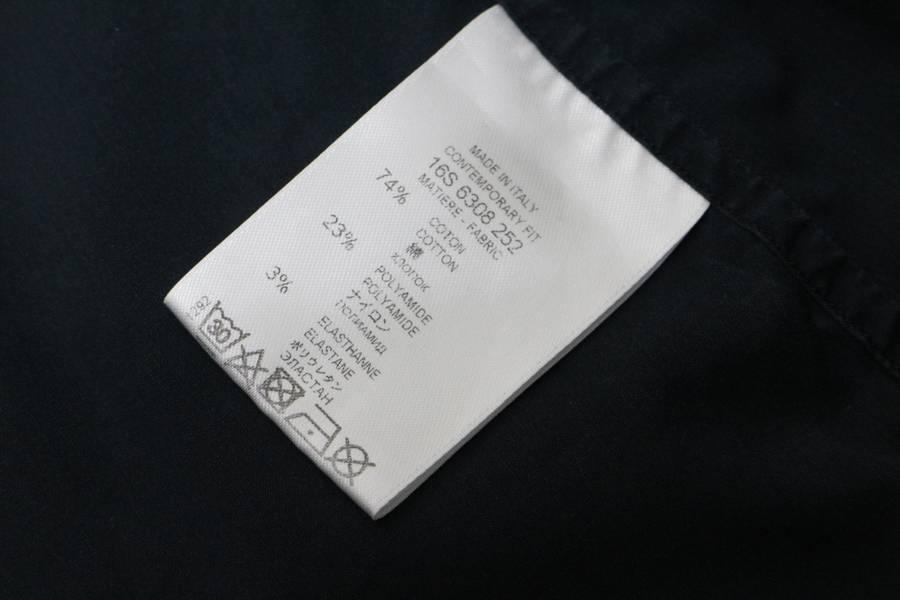 MADE IN ITALY
CONTEMPORARY FIT
16S 6308 252
MATIERE - FABRIC
74% COTON
COTTON
綿
хлопок
23% POLYAMIDE
POLYAMIDE
ナイロン
полиамид
3% ELASTHANNE
ELASTANE
ポリウレタン
ЭЛАСТАН
292
30